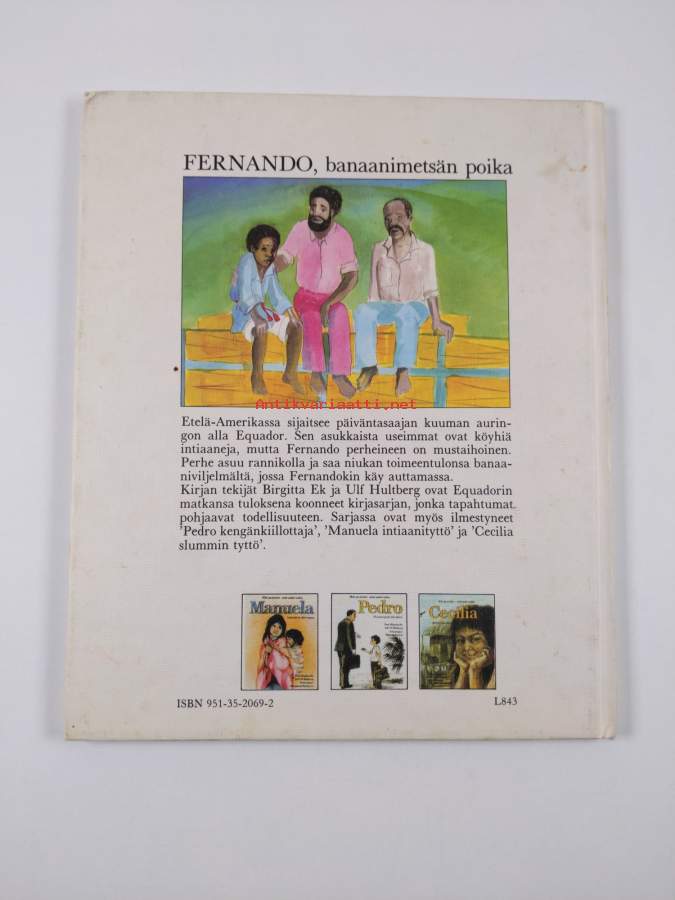 FERNANDO, banaanimetsän poika
Antikvariaatti.net
Etelä-Amerikassa sijaitsee päiväntasaajan kuuman aurin-
gon alla Equador. Sen asukkaista useimmat ovat köyhiä
intiaaneja, mutta Fernando perheineen on mustaihoinen.
Perhe asuu rannikolla ja saa niukan toimeentulonsa banaa-
niviljelmältä, jossa Fernandokin käy auttamassa.
Kirjan tekijät Birgitta Ek ja Ulf Hultberg ovat Equadorin
matkansa tuloksena koonneet kirjasarjan, jonka tapahtumat
pohjaavat todellisuuteen. Sarjassa ovat myös ilmestyneet
'Pedro kengänkiillottaja', 'Manuela intiaanityttö' ja 'Cecilia
slummin tyttö'.
Manuela
Pedro
Cecilia
ISBN 951-35-2069-2
L843